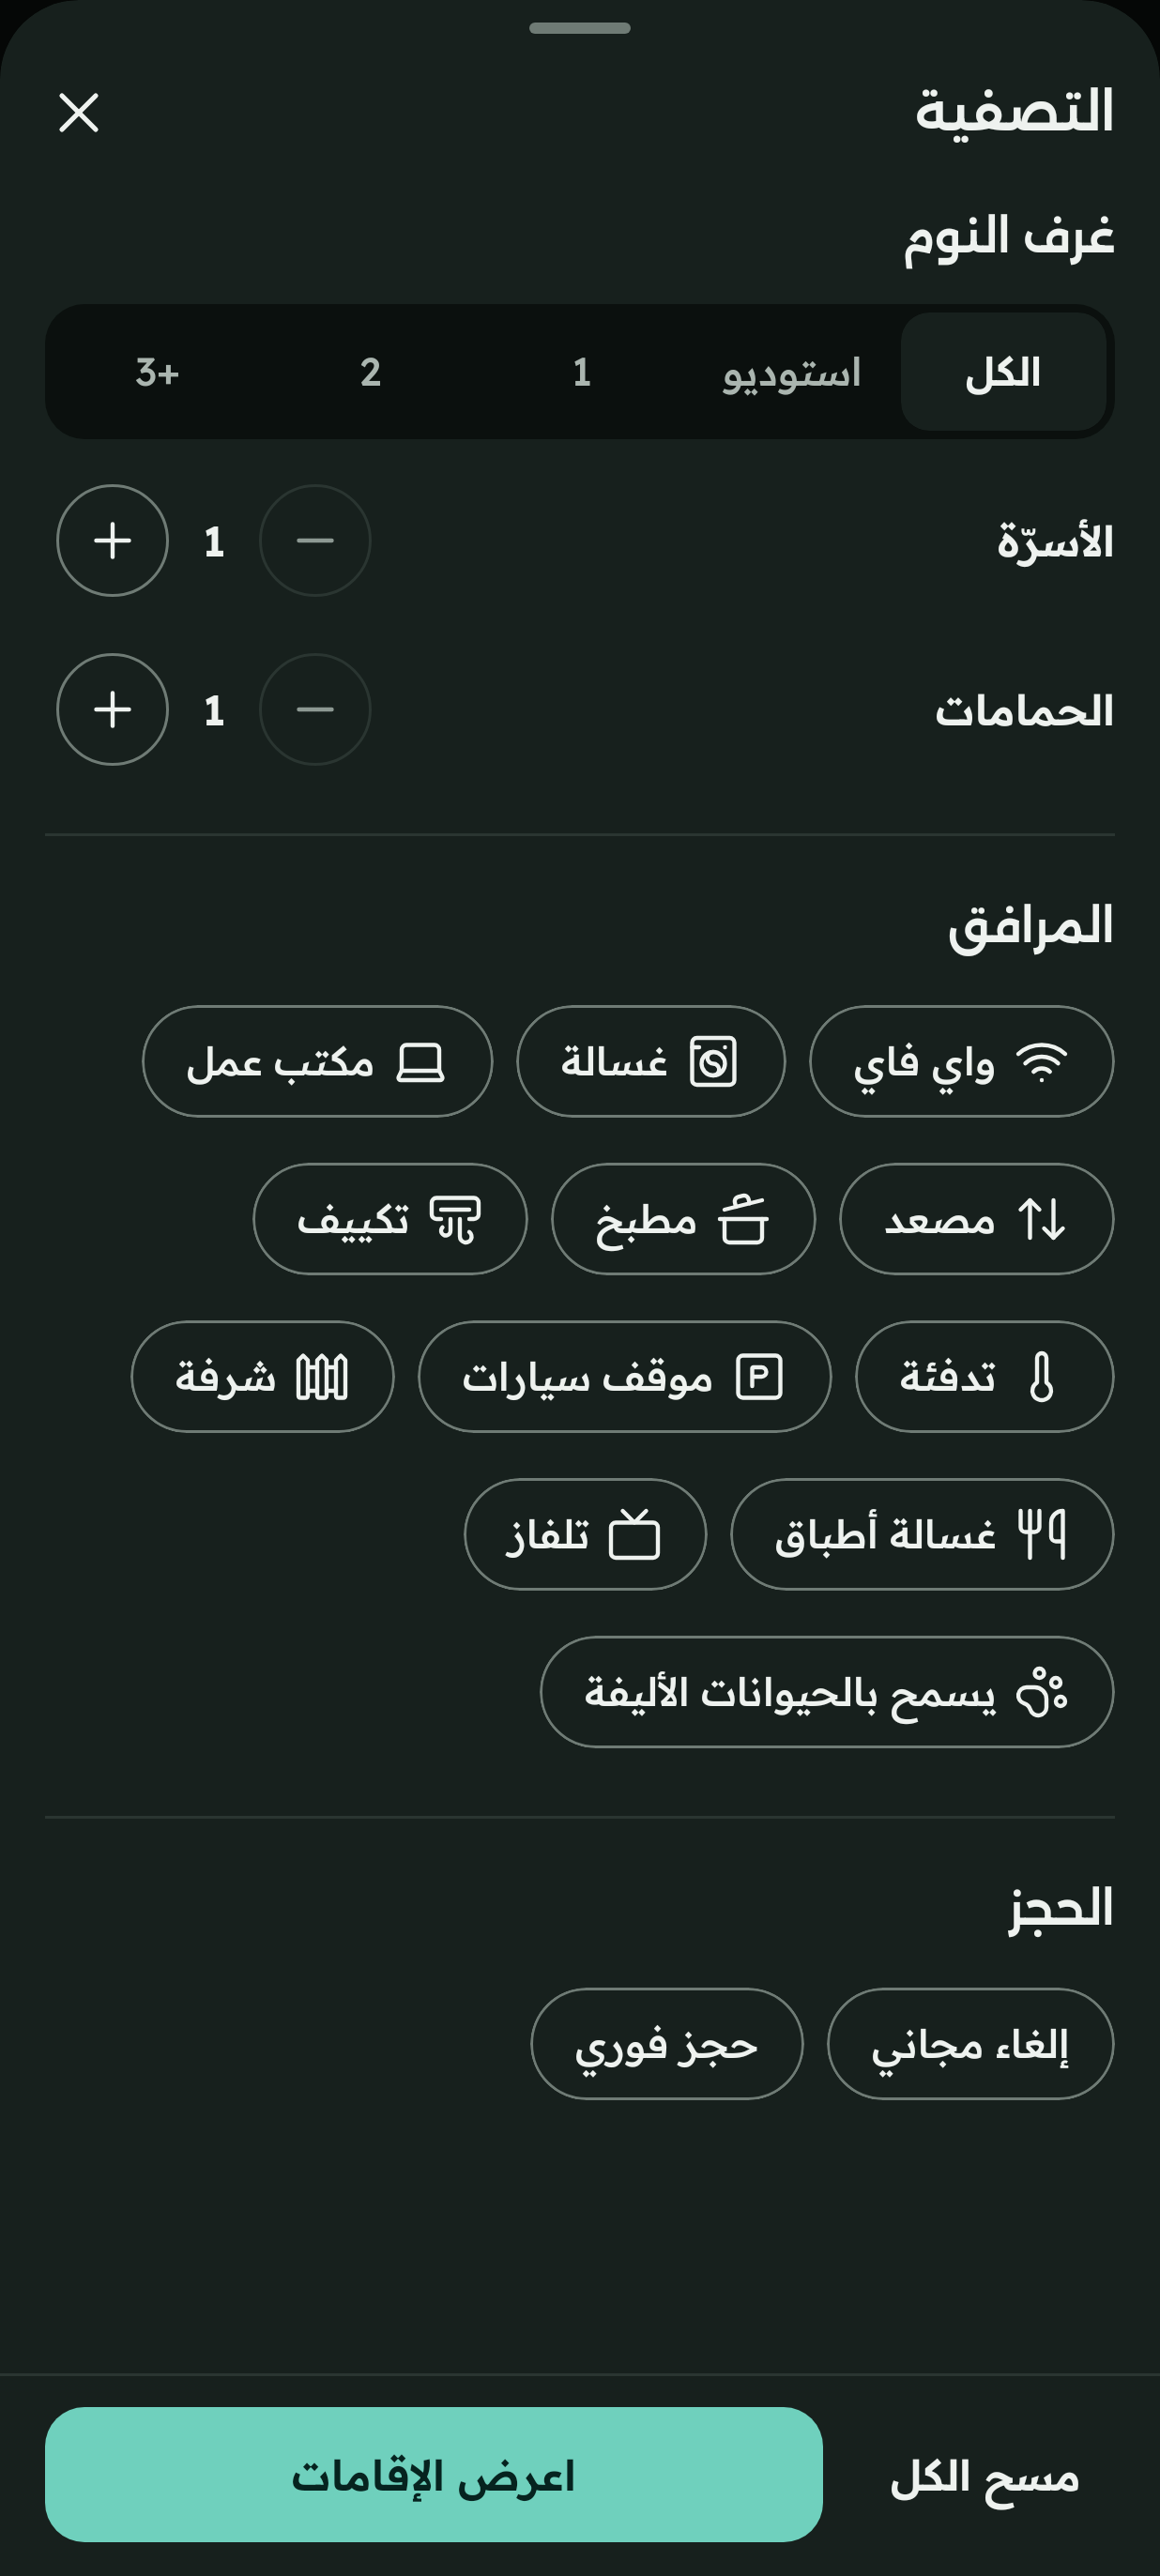 التصفية
غرف النوم
الكل استوديو 1 2 3+
الأسرّة 1
الحمامات 1
المرافق
واي فاي غسالة مكتب عمل
مصعد مطبخ تكييف
تدفئة P موقف سيارات شرفة
غسالة أطباق تلفاز
يسمح بالحيوانات الأليفة
الحجز
إلغاء مجاني حجز فوري
مسح الكل اعرض الإقامات